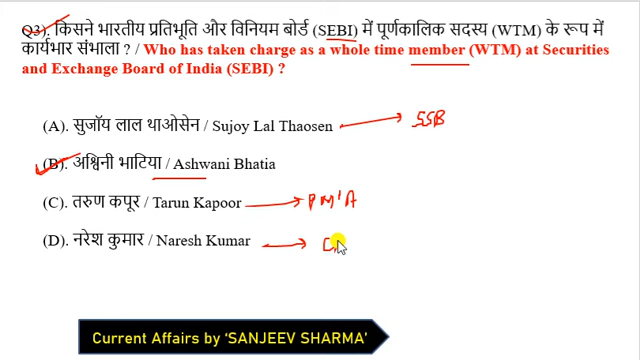 Q3). किसने भारतीय प्रतिभूति और विनियम बोर्ड (SEBI) में पूर्णकालिक सदस्य (WTM) के रूप में
कार्यभार संभाला ? / Who has taken charge as a whole time member (WTM) at Securities
and Exchange Board of India (SEBI) ?
(A). सुजॉय लाल थाओसेन / Sujoy Lal Thaosen SSB
(B). अश्विनी भाटिया / Ashwani Bhatia
(C). तरुण कपूर / Tarun Kapoor PM'A
(D). नरेश कुमार / Naresh Kumar
Current Affairs by ‘SANJEEV SHARMA’